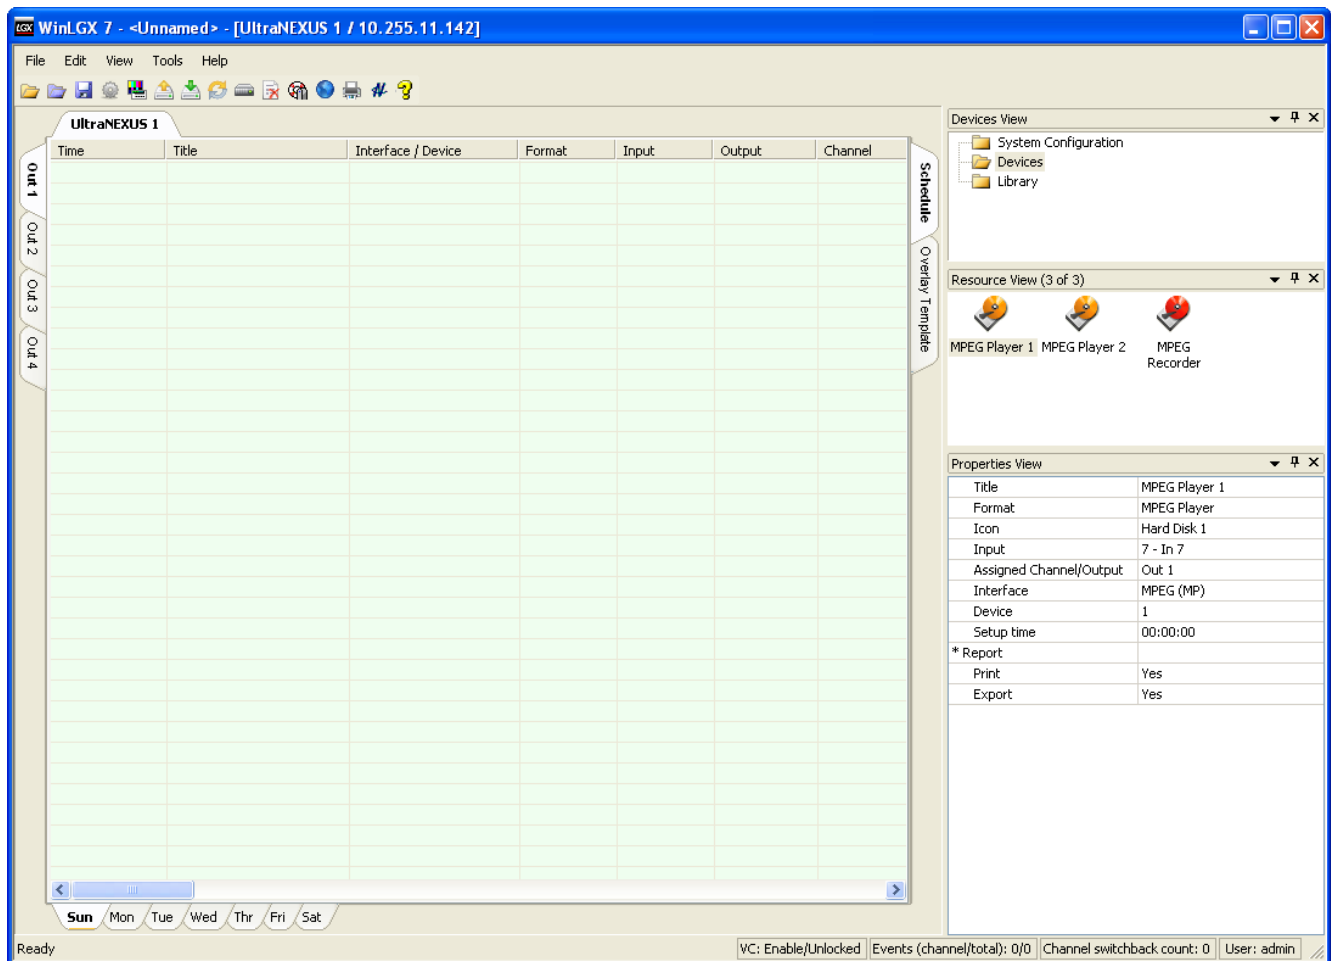 LGX WinLGX 7 - <Unnamed> - [UltraNEXUS 1 / 10.255.11.142]
File Edit View Tools Help
UltraNEXUS 1
Time Title Interface / Device Format Input Output Channel
Out 1
Out 2
Out 3
Out 4
Schedule
Overlay Template
Sun Mon Tue Wed Thr Fri Sat
Devices View
System Configuration
Devices
Library
Resource View (3 of 3)
MPEG Player 1 MPEG Player 2 MPEG
Recorder
Properties View
Title MPEG Player 1
Format MPEG Player
Icon Hard Disk 1
Input 7 - In 7
Assigned Channel/Output Out 1
Interface MPEG (MP)
Device 1
Setup time 00:00:00
* Report
Print Yes
Export Yes
Ready VC: Enable/Unlocked Events (channel/total): 0/0 Channel switchback count: 0 User: admin